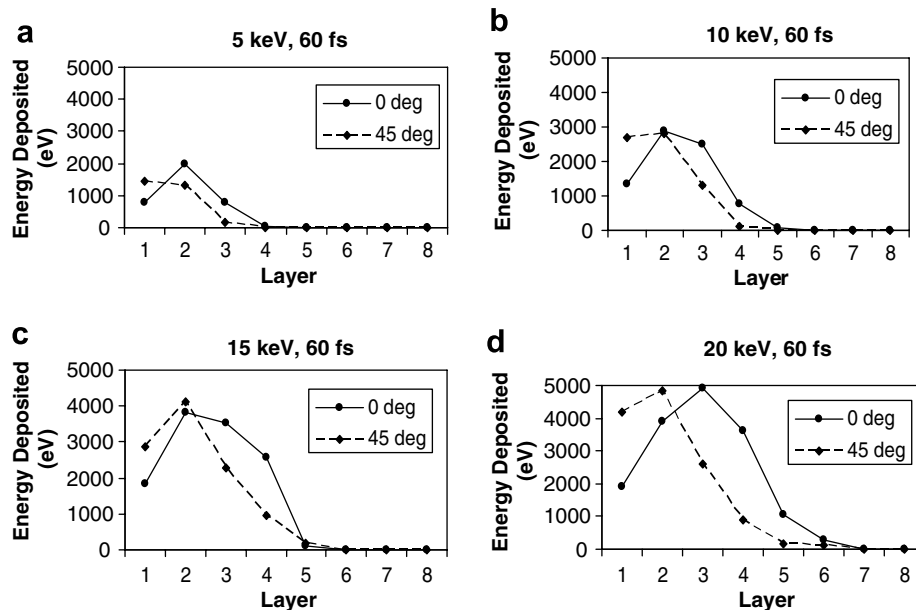 a
5 keV, 60 fs
Energy Deposited
(eV)
5000
4000
3000
2000
1000
0
0 deg
45 deg
1 2 3 4 5 6 7 8
Layer
b
10 keV, 60 fs
Energy Deposited
(eV)
5000
4000
3000
2000
1000
0
0 deg
45 deg
1 2 3 4 5 6 7 8
Layer
c
15 keV, 60 fs
Energy Deposited
(eV)
5000
4000
3000
2000
1000
0
0 deg
45 deg
1 2 3 4 5 6 7 8
Layer
d
20 keV, 60 fs
Energy Deposited
(eV)
5000
4000
3000
2000
1000
0
0 deg
45 deg
1 2 3 4 5 6 7 8
Layer